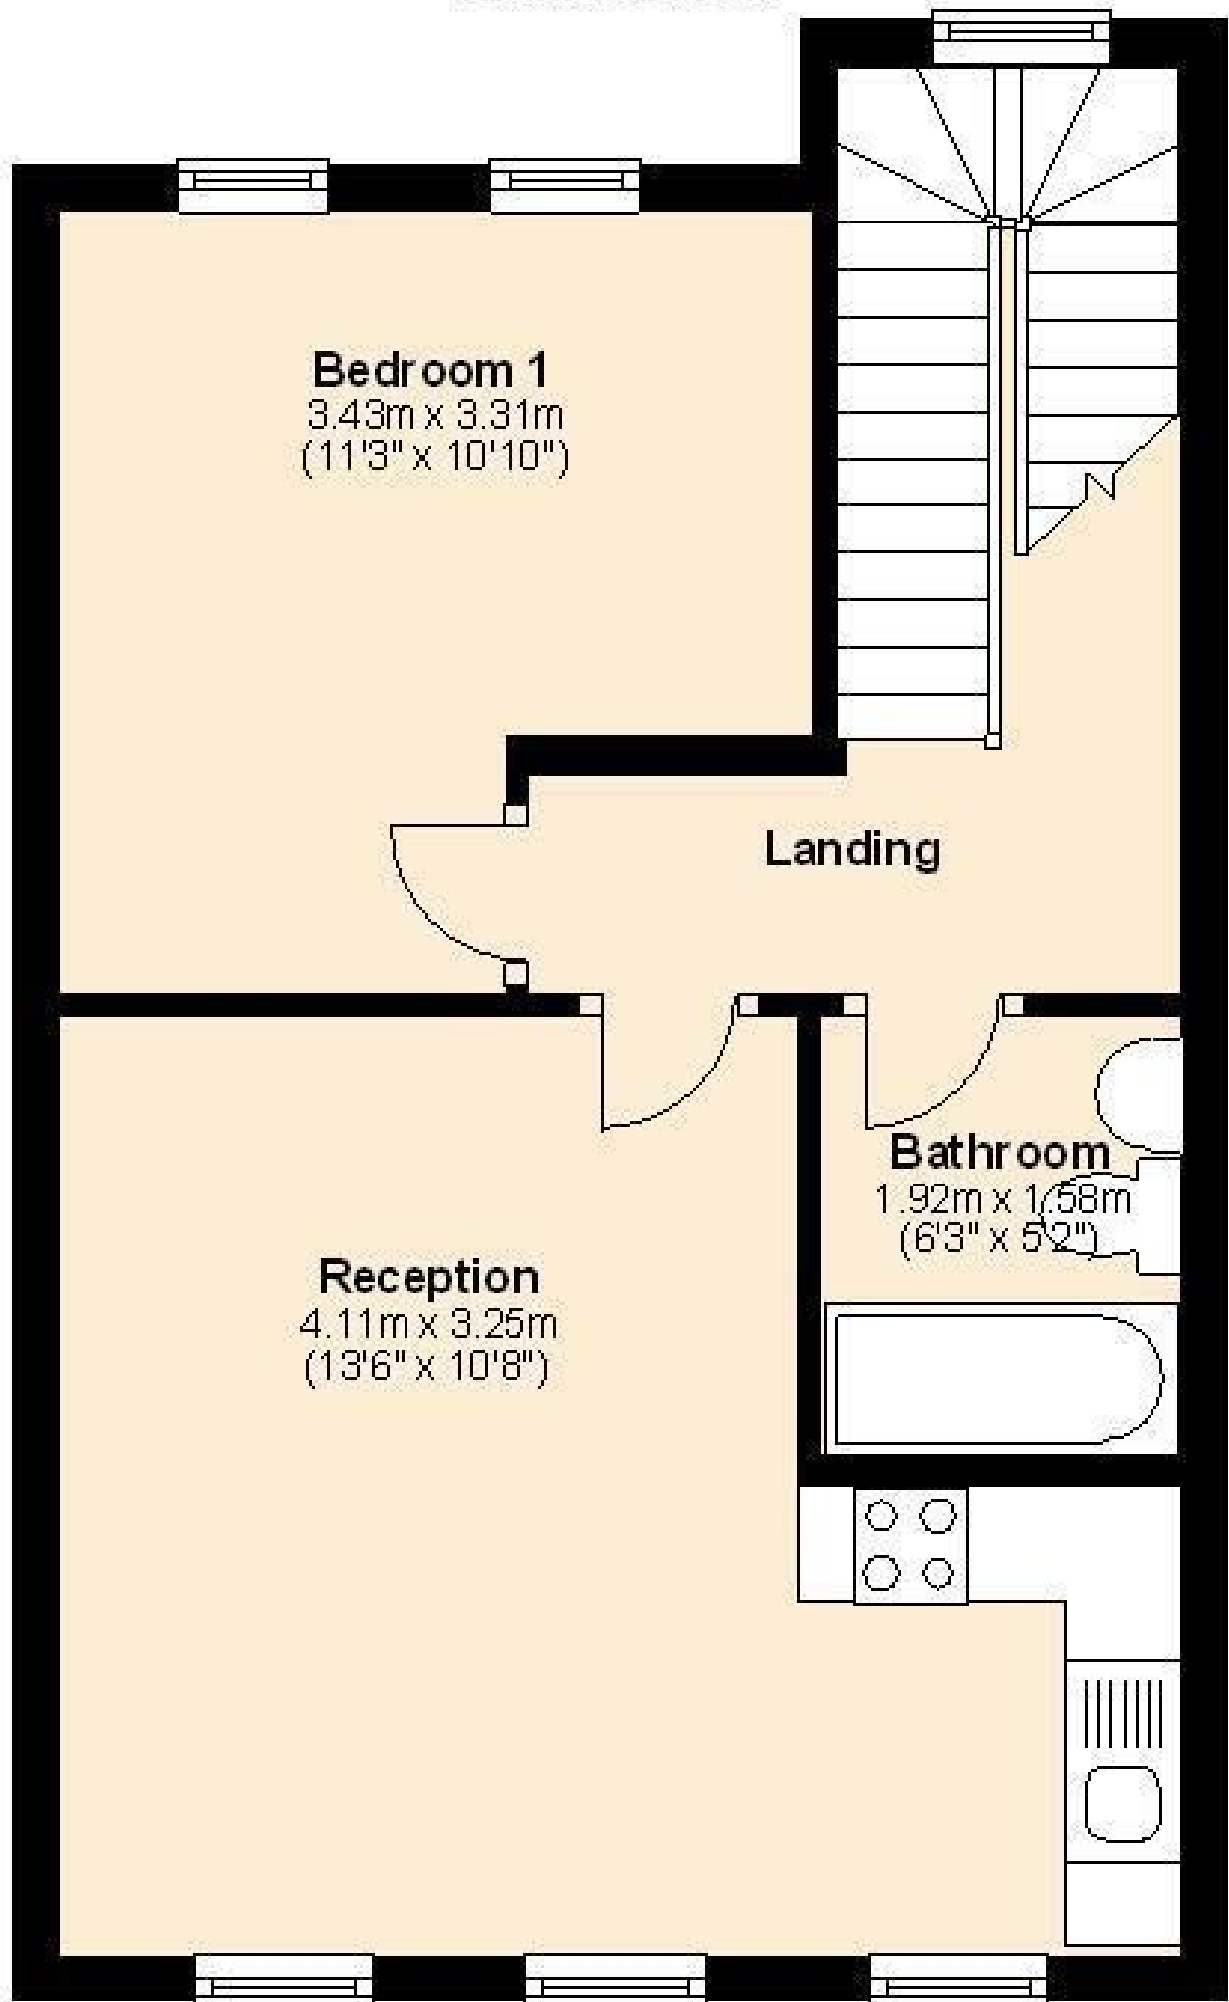 Bedroom 1
3.43m x 3.31m
(11'3" x 10'10")
Landing
Bathroom
1.92m x 1.58m
(6'3" x 5'2")
Reception
4.11m x 3.25m
(13'6" x 10'8")